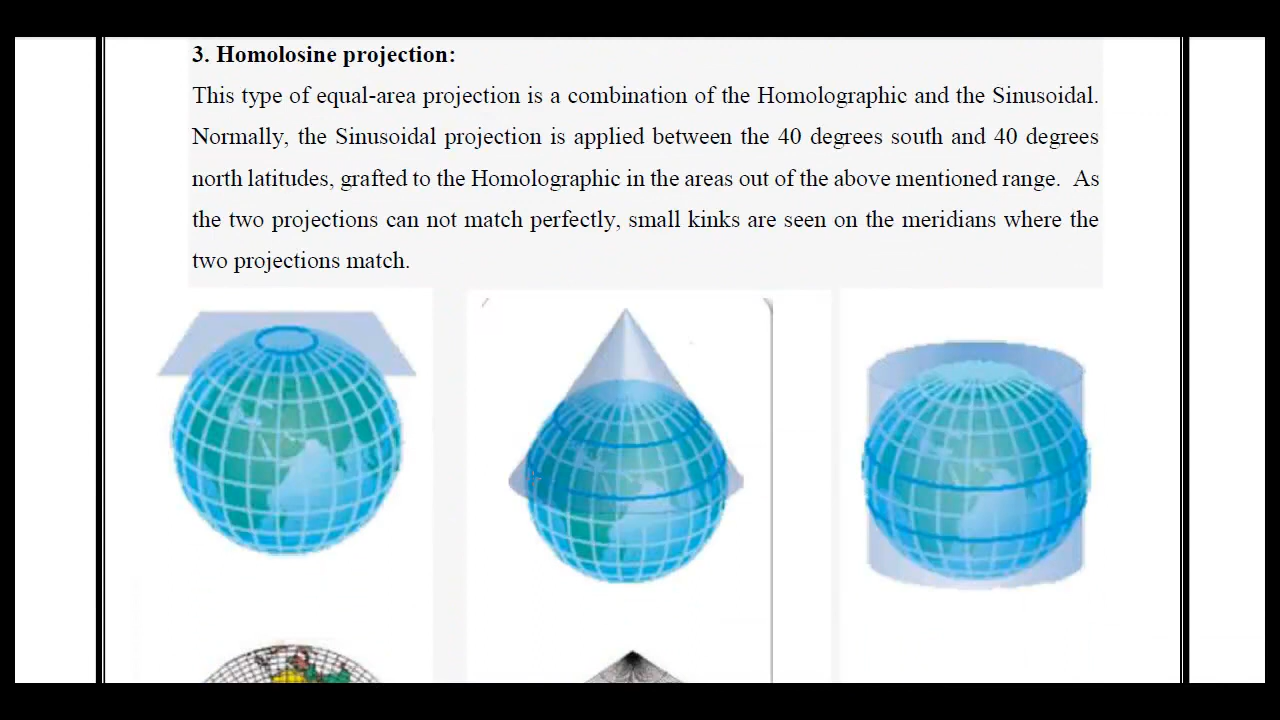 3. Homolosine projection:
This type of equal-area projection is a combination of the Homolographic and the Sinusoidal.
Normally, the Sinusoidal projection is applied between the 40 degrees south and 40 degrees
north latitudes, grafted to the Homolographic in the areas out of the above mentioned range. As
the two projections can not match perfectly, small kinks are seen on the meridians where the
two projections match.